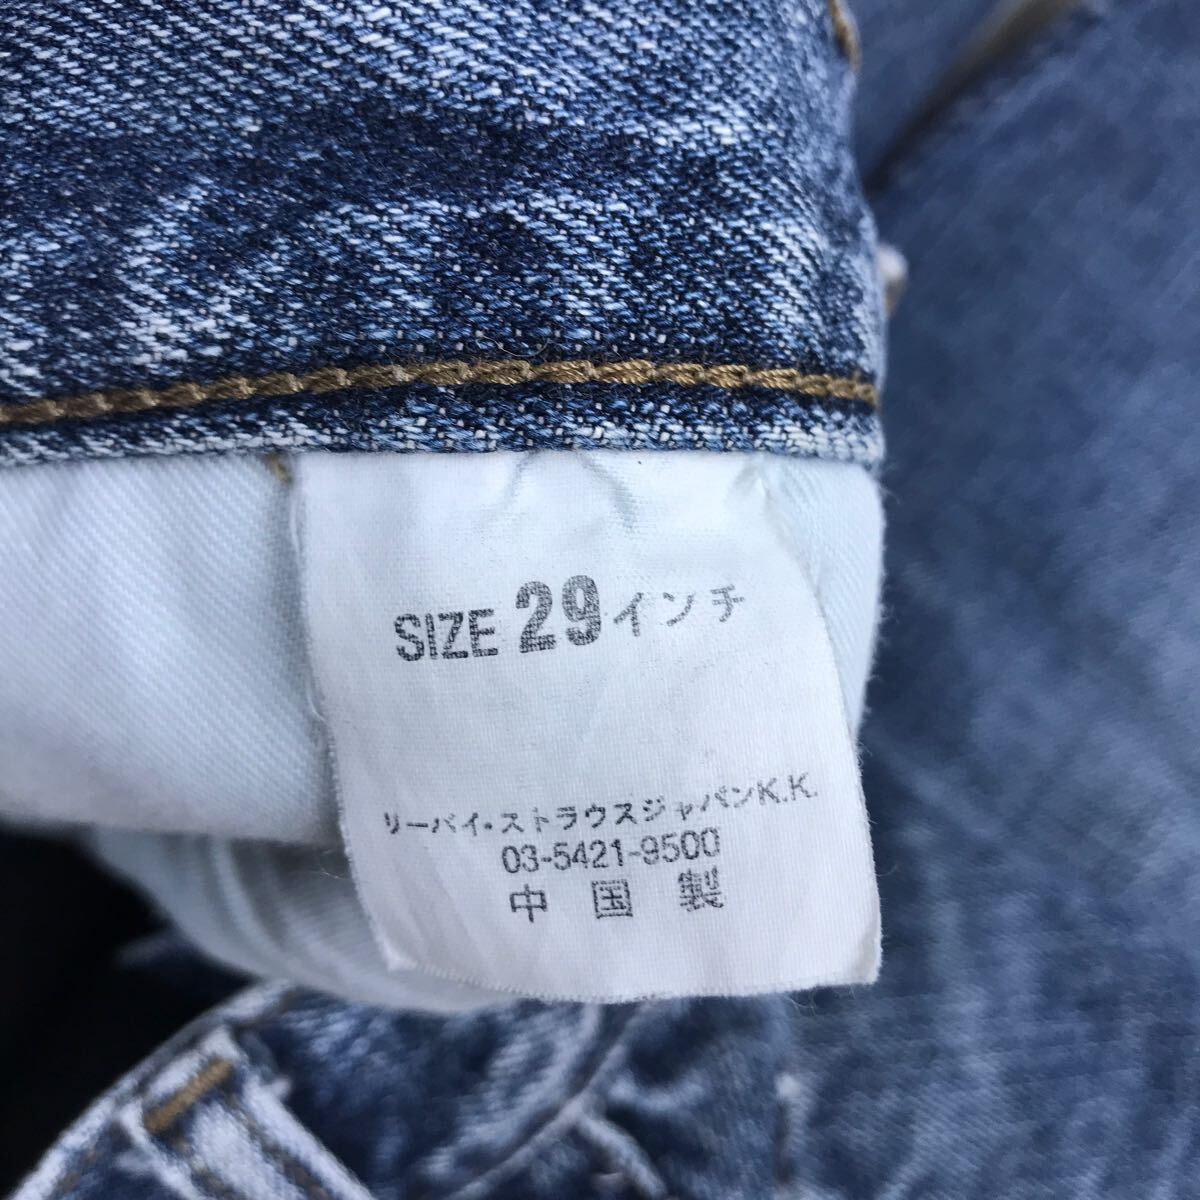 SIZE 29インチ
リーバイ・ストラウスジャパンK.K.
03-5421-9500
中国製